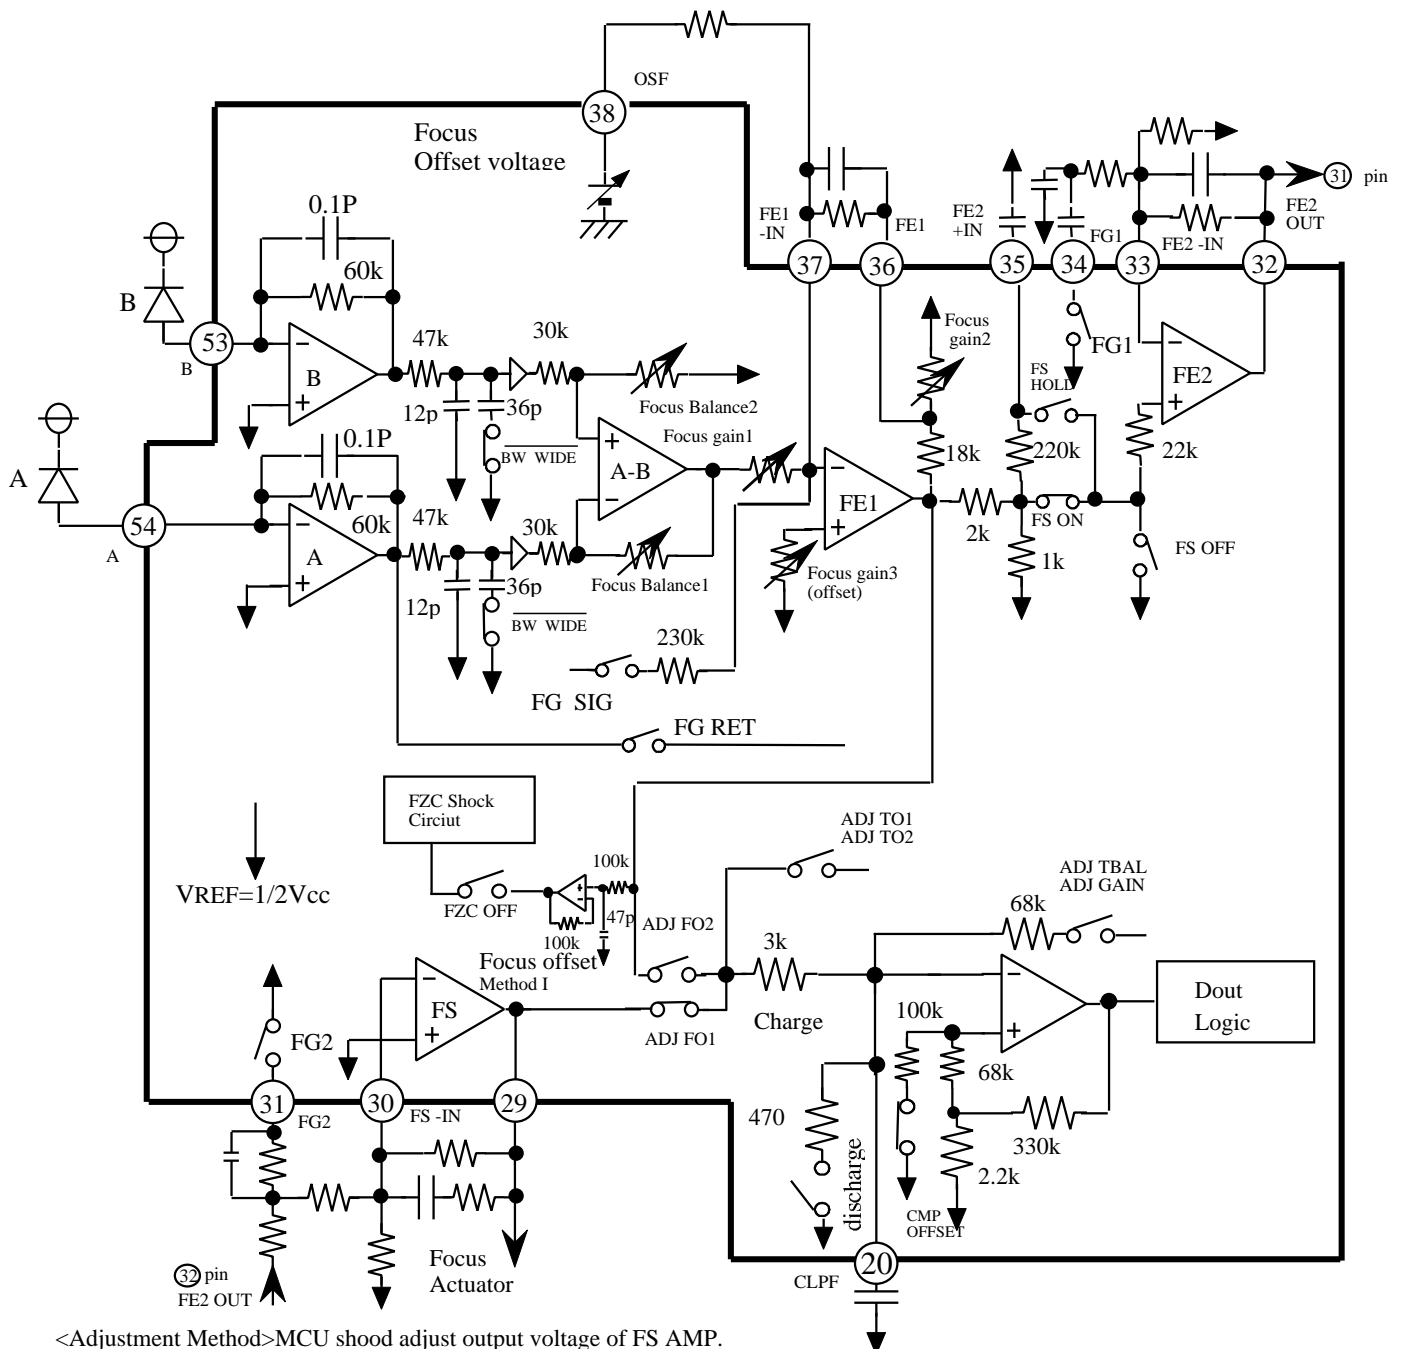 OSF
38
Focus
Offset voltage
31 pin
0.1P
60k
FE1
-IN
FE1
FE2
+IN
FG1
FE2 -IN
FE2
OUT
37
36
35
34
33
32
B
53
B
B
47k
30k
12p
36p
BW WIDE
Focus Balance2
Focus
gain2
FG1
FS
HOLD
FE2
A
54
A
0.1P
60k
A
47k
30k
12p
36p
BW WIDE
A-B
Focus gain1
Focus Balance1
FE1
Focus gain3
(offset)
18k
2k
220k
FS ON
1k
22k
FS OFF
230k
FG SIG
FG RET
FZC Shock
Circiut
VREF=1/2Vcc
FZC OFF
100k
100k
47p
ADJ FO2
ADJ TO1
ADJ TO2
ADJ TBAL
ADJ GAIN
68k
Focus offset
Method I
FS
3k
Charge
ADJ FO1
100k
68k
Dout
Logic
FG2
31
FG2
30
FS -IN
29
470
discharge
330k
2.2k
CMP
OFFSET
Focus
Actuator
32 pin
FE2 OUT
CLPF
20
<Adjustment Method>MCU shood adjust output voltage of FS AMP.